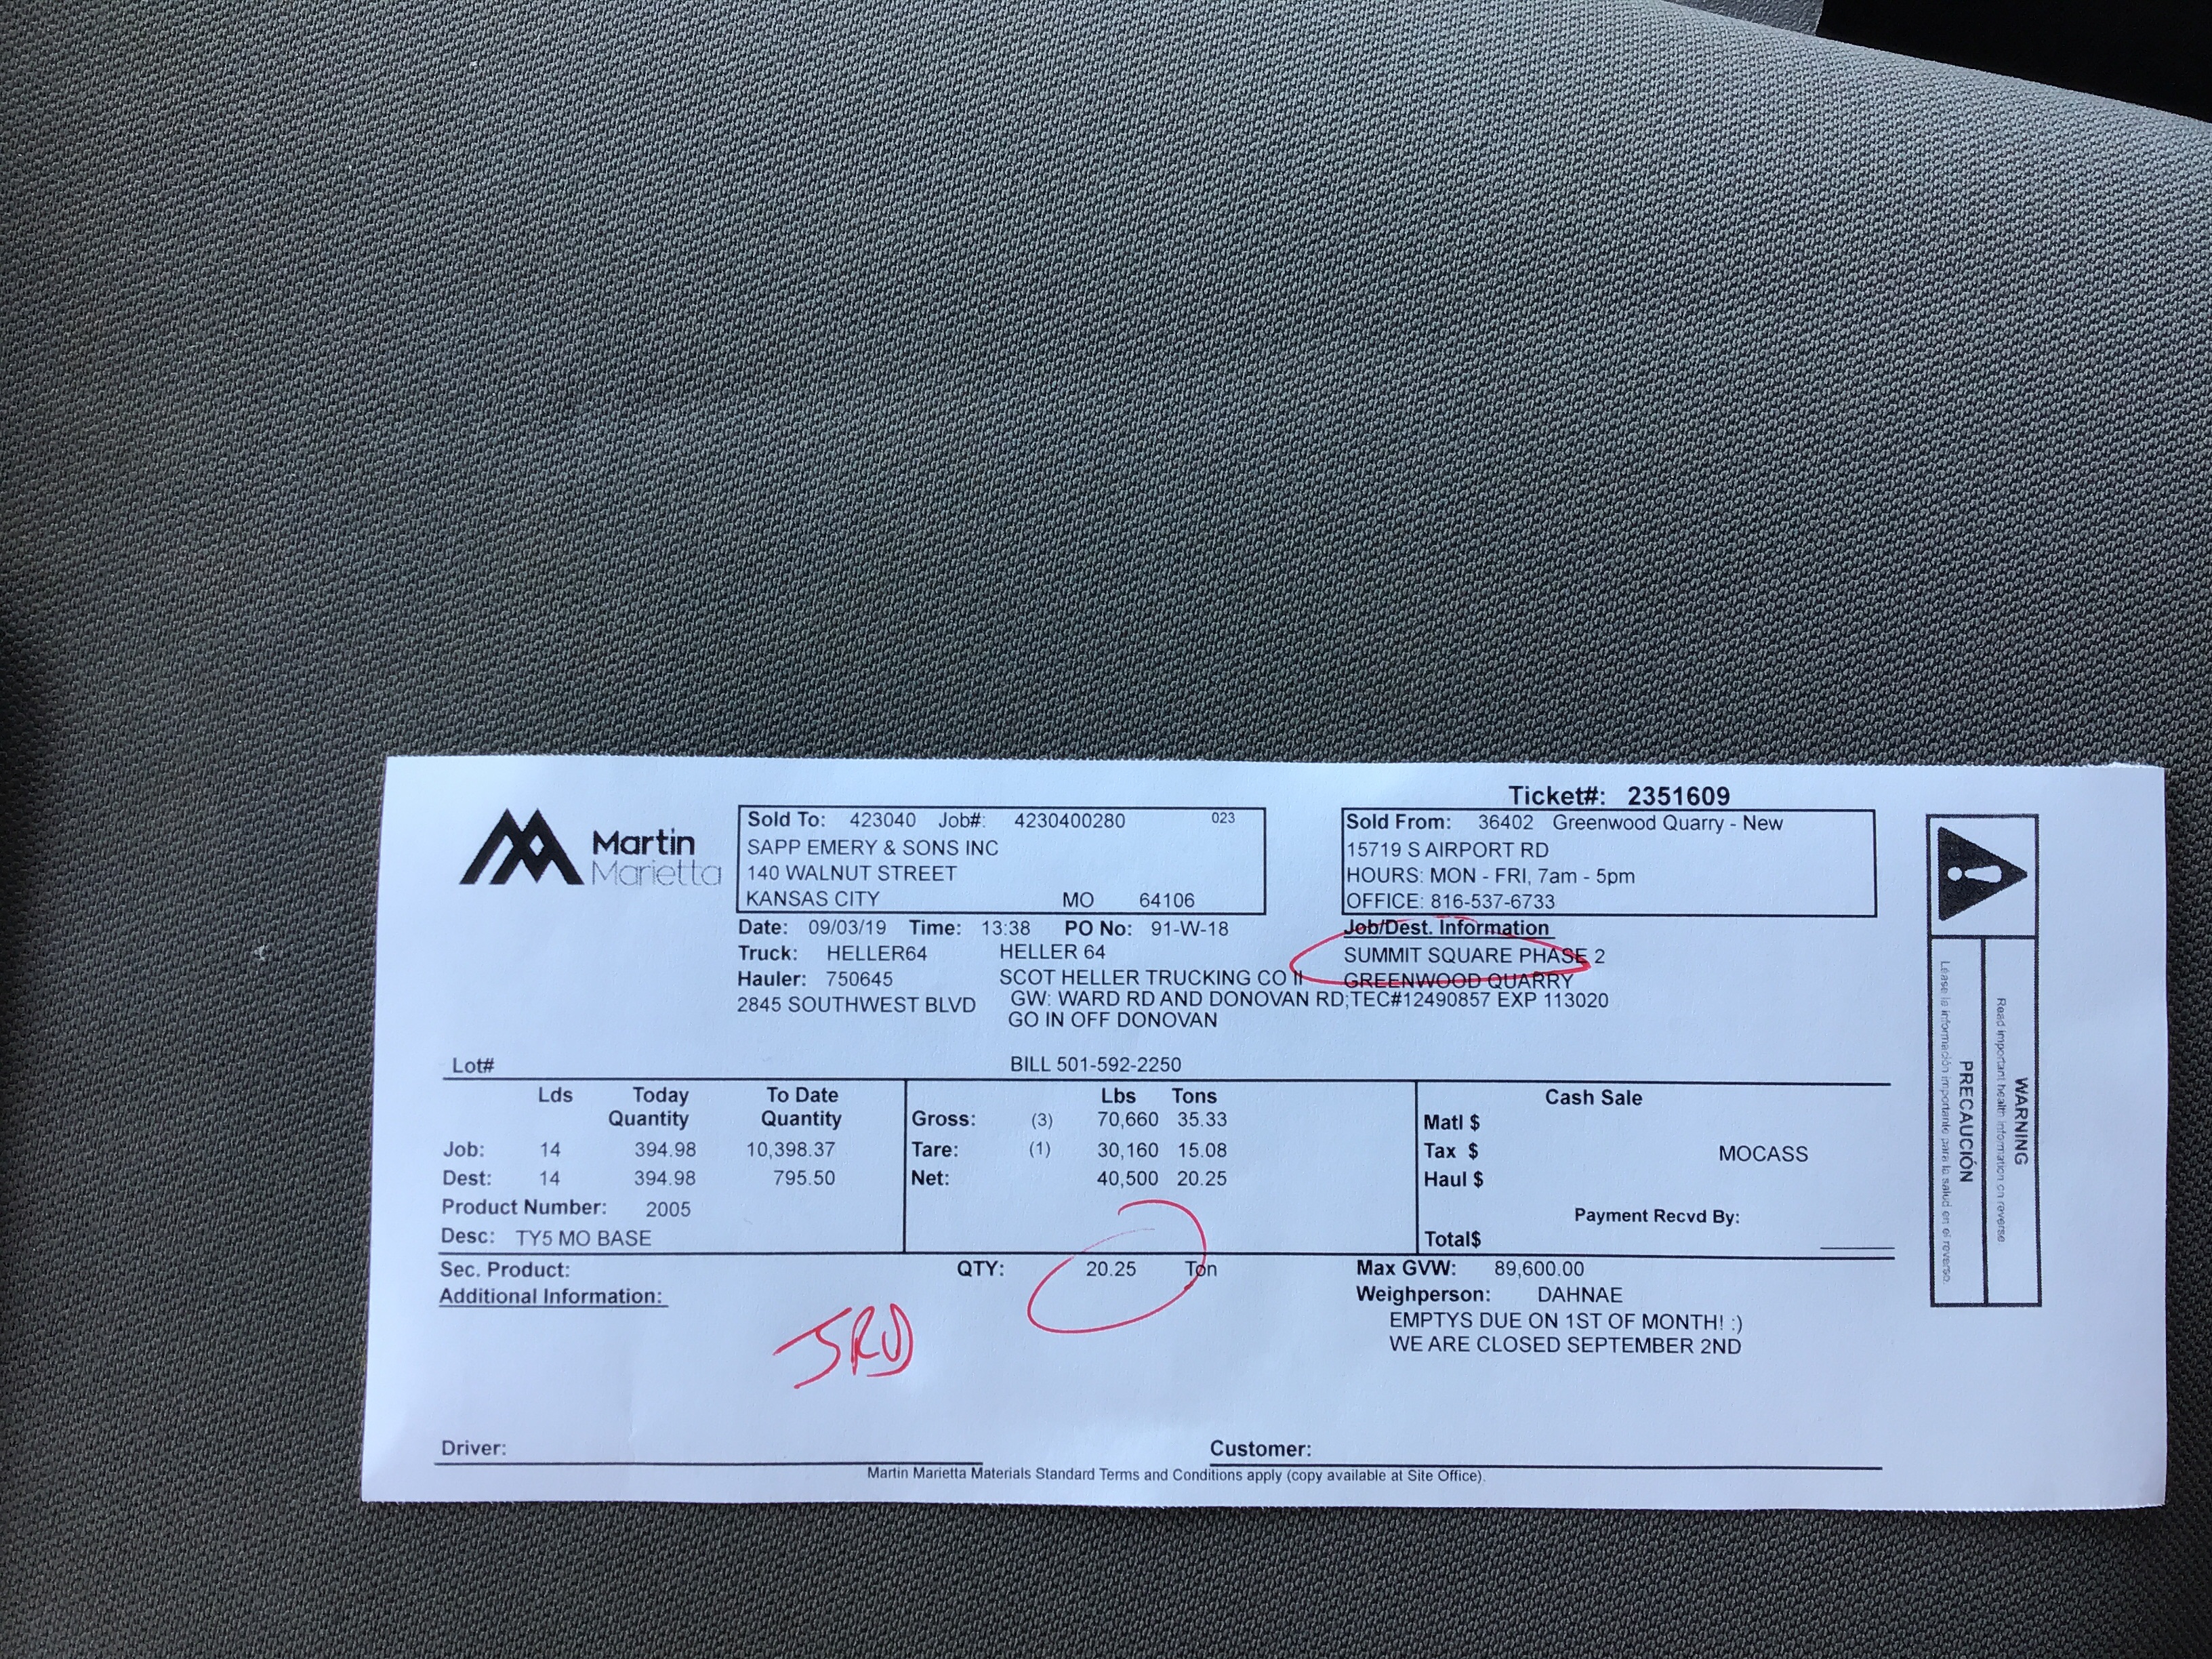 Ticket#: 2351609
Martin
Marietta
Sold To: 423040 Job#: 4230400280 023
SAPP EMERY & SONS INC
140 WALNUT STREET
KANSAS CITY MO 64106
Sold From: 36402 Greenwood Quarry - New
15719 S AIRPORT RD
HOURS: MON - FRI, 7am - 5pm
OFFICE: 816-537-6733
Date: 09/03/19 Time: 13:38 PO No: 91-W-18
Truck: HELLER64 HELLER 64
Hauler: 750645 SCOT HELLER TRUCKING CO II
2845 SOUTHWEST BLVD
Job/Dest. Information
SUMMIT SQUARE PHASE 2
GREENWOOD QUARRY
GW: WARD RD AND DONOVAN RD;TEC#12490857 EXP 113020
GO IN OFF DONOVAN
Lot# BILL 501-592-2250
Lds Today Quantity To Date Quantity
Job: 14 394.98 10,398.37
Dest: 14 394.98 795.50
Product Number: 2005
Desc: TY5 MO BASE
Lbs Tons
Gross: (3) 70,660 35.33
Tare: (1) 30,160 15.08
Net: 40,500 20.25
Cash Sale
Matl $
Tax $ MOCASS
Haul $
Payment Recvd By:
Total$
Sec. Product: QTY: 20.25 Ton
Additional Information:
Max GVW: 89,600.00
Weighperson: DAHNAE
EMPTYS DUE ON 1ST OF MONTH! :)
WE ARE CLOSED SEPTEMBER 2ND
JRD
Driver: Customer:
Martin Marietta Materials Standard Terms and Conditions apply (copy available at Site Office).
WARNING
Read important health information on reverse
PRECAUCIÓN
Léase la información importante para la salud en el reverso